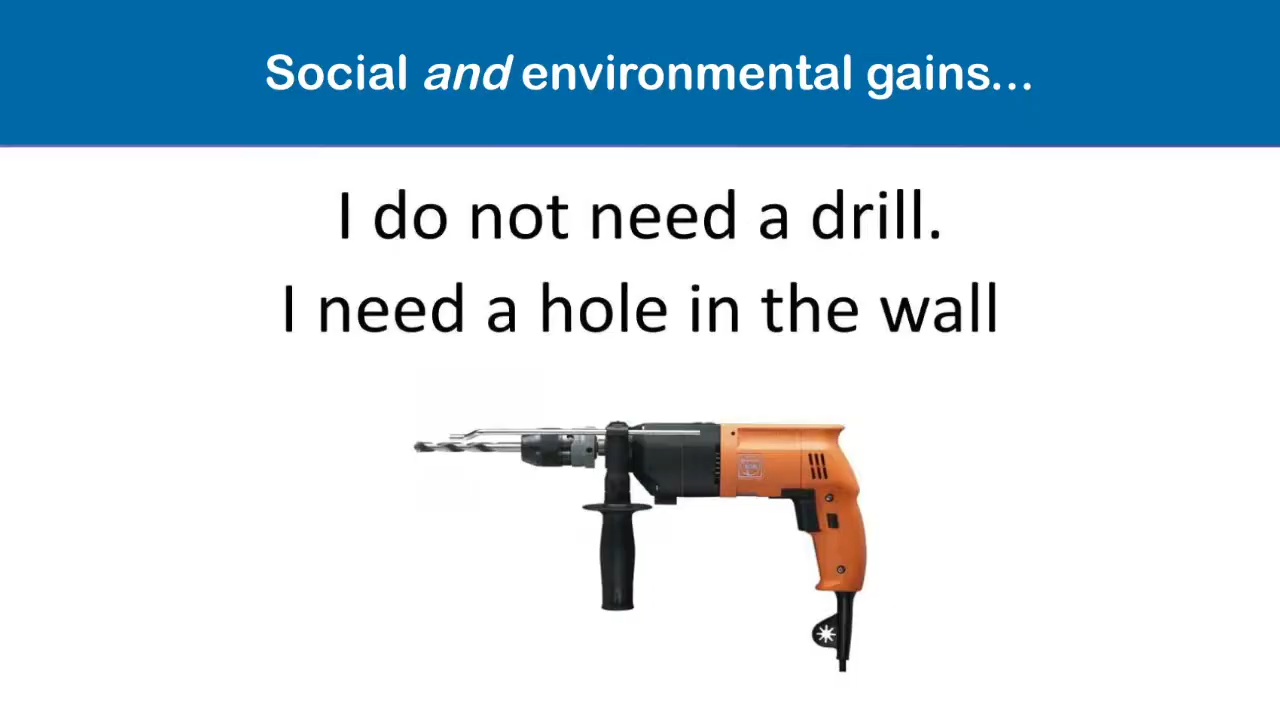 Social and environmental gains...
I do not need a drill.
I need a hole in the wall